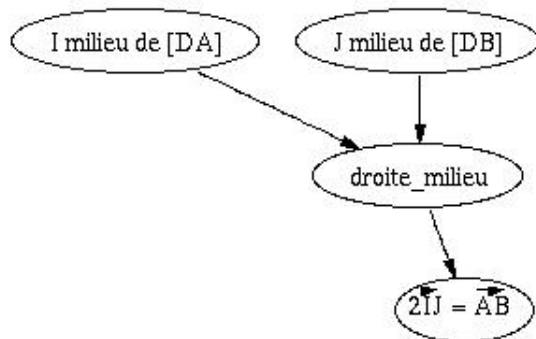 I milieu de [DA]
J milieu de [DB]
droite_milieu
2IJ = AB